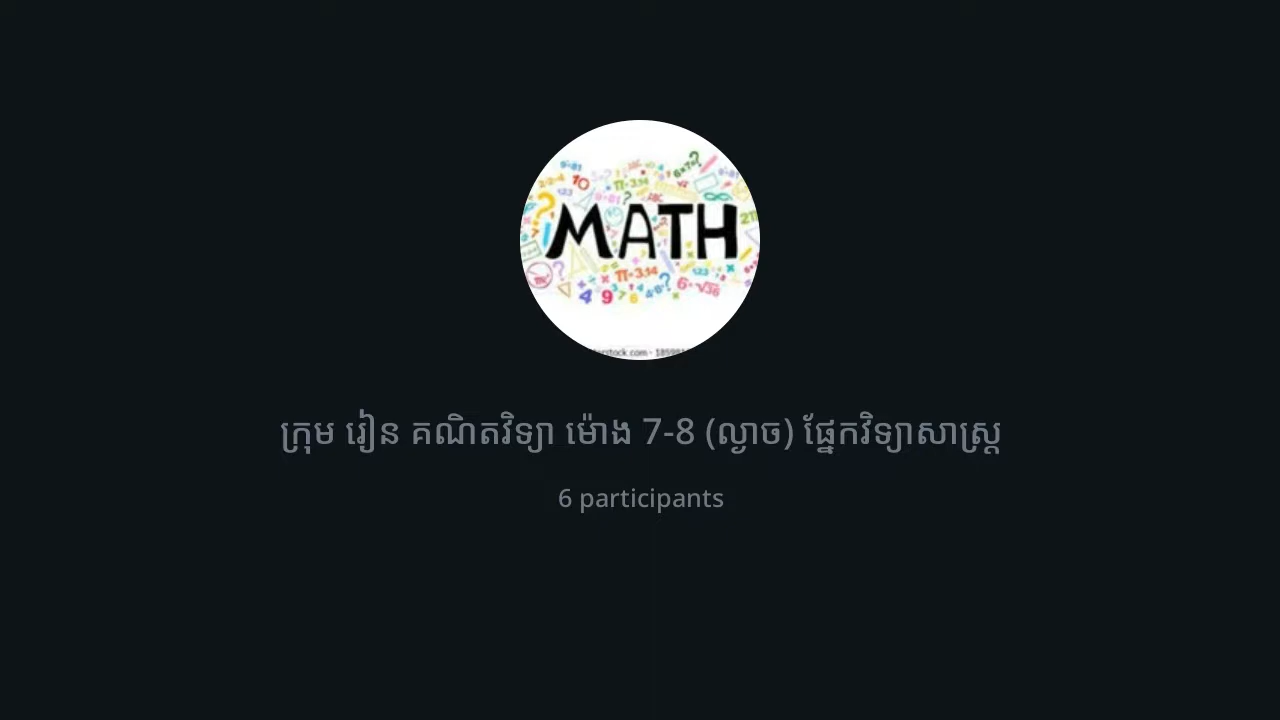 MATH
ក្រុម រៀន គណិតវិទ្យា ម៉ោង 7-8 (ល្ងាច) ផ្នែកវិទ្យាសាស្ត្រ
6 participants